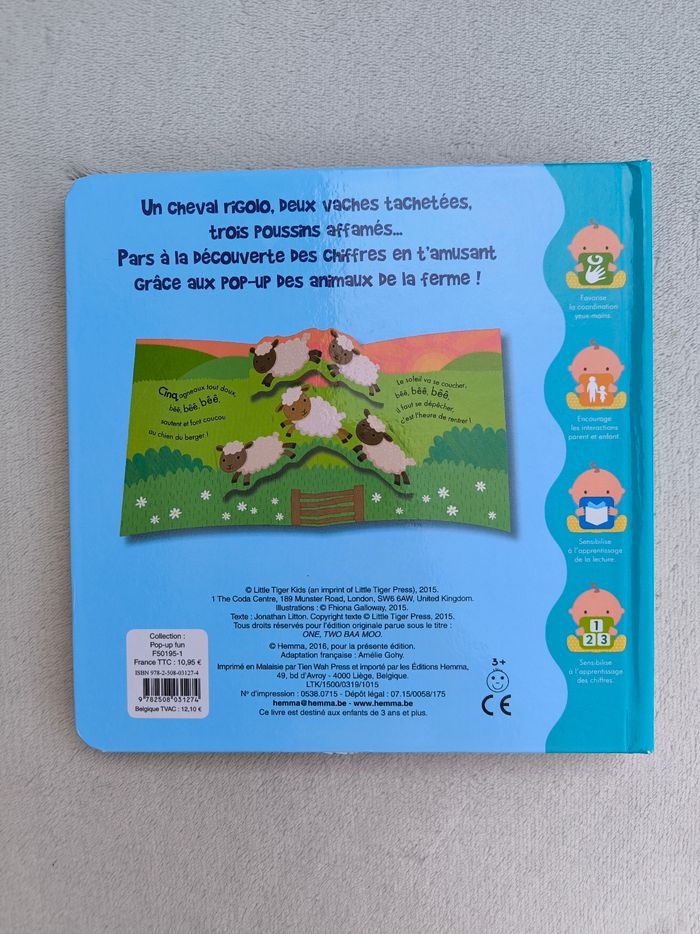 Un cheval rigolo, deux vaches tachetées,
trois poussins affamés...
Pars à la découverte des chiffres en t'amusant
grâce aux pop-up des animaux de la ferme !
Cinq agneaux tout doux,
bêê, bêê, bêê,
sautent et font coucou
au chien du berger !
Le soleil va se coucher,
bêê, bêê, bêê,
il faut se dépêcher,
c'est l'heure de rentrer !
Favorise
la coordination
yeux-mains.
Encourage
les interactions
parent et enfant.
Sensibilise
à l'apprentissage
de la lecture.
1
2 3
Sensibilise
à l'apprentissage
des chiffres.
© Little Tiger Kids (an imprint of Little Tiger Press), 2015.
1 The Coda Centre, 189 Munster Road, London, SW6 6AW, United Kingdom.
Illustrations : © Fhiona Galloway, 2015.
Texte : Jonathan Litton. Copyright texte © Little Tiger Press, 2015.
Tous droits réservés pour l'édition originale parue sous le titre :
ONE, TWO BAA MOO.
© Hemma, 2016, pour la présente édition.
Adaptation française : Amélie Gohy.
Imprimé en Malaisie par Tien Wah Press et importé par les Éditions Hemma,
49, bd d'Avroy - 4000 Liège, Belgique.
LTK/1500/0319/1015
N° d'impression : 0538.0715 - Dépôt légal : 07.15/0058/175
hemma@hemma.be - www.hemma.be
Ce livre est destiné aux enfants de 3 ans et plus.
Collection :
Pop-up fun
F50195-1
France TTC : 10,95 €
ISBN 978-2-508-03127-4
9 782508 031274
Belgique TVAC : 12,10 €
3+
CE